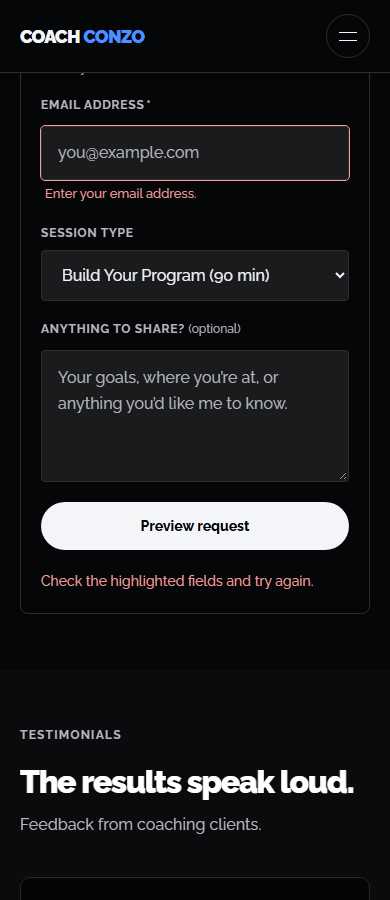 COACH CONZO
EMAIL ADDRESS *
you@example.com
Enter your email address.
SESSION TYPE
Build Your Program (90 min)
ANYTHING TO SHARE? (optional)
Your goals, where you're at, or
anything you'd like me to know.
Preview request
Check the highlighted fields and try again.
TESTIMONIALS
The results speak loud.
Feedback from coaching clients.